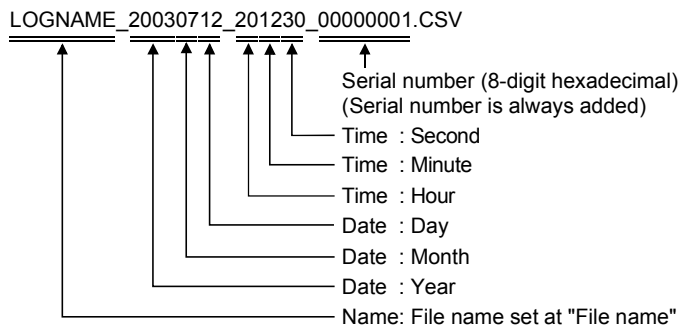 LOGNAME_20030712_201230_00000001.CSV
Serial number (8-digit hexadecimal)
(Serial number is always added)
Time : Second
Time : Minute
Time : Hour
Date : Day
Date : Month
Date : Year
Name: File name set at "File name"